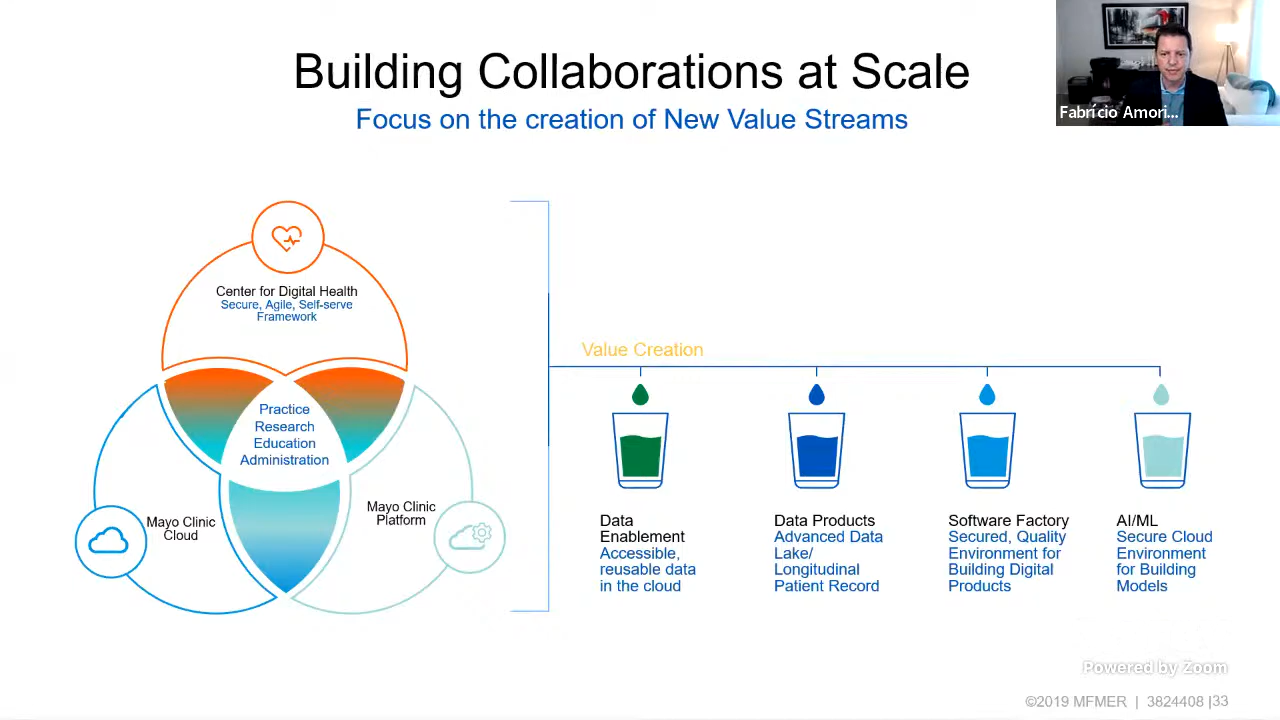 Building Collaborations at Scale
Focus on the creation of New Value Streams
Fabrício Amori...
Center for Digital Health
Secure, Agile, Self-serve
Framework
Value Creation
Practice
Research
Education
Administration
Mayo Clinic
Cloud
Mayo Clinic
Platform
Data
Enablement
Accessible,
reusable data
in the cloud
Data Products
Advanced Data
Lake/
Longitudinal
Patient Record
Software Factory
Secured, Quality
Environment for
Building Digital
Products
AI/ML
Secure Cloud
Environment
for Building
Models
Powered by Zoom
©2019 MFMER | 3824408 |33